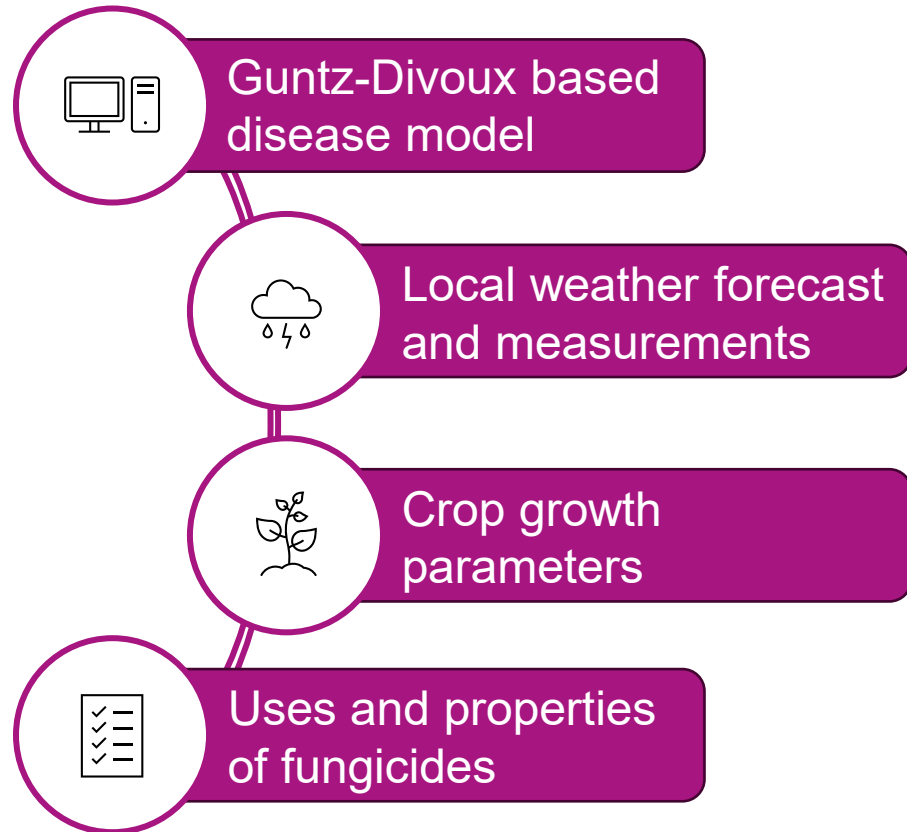 Guntz-Divoux based
disease model
Local weather forecast
and measurements
Crop growth
parameters
Uses and properties
of fungicides